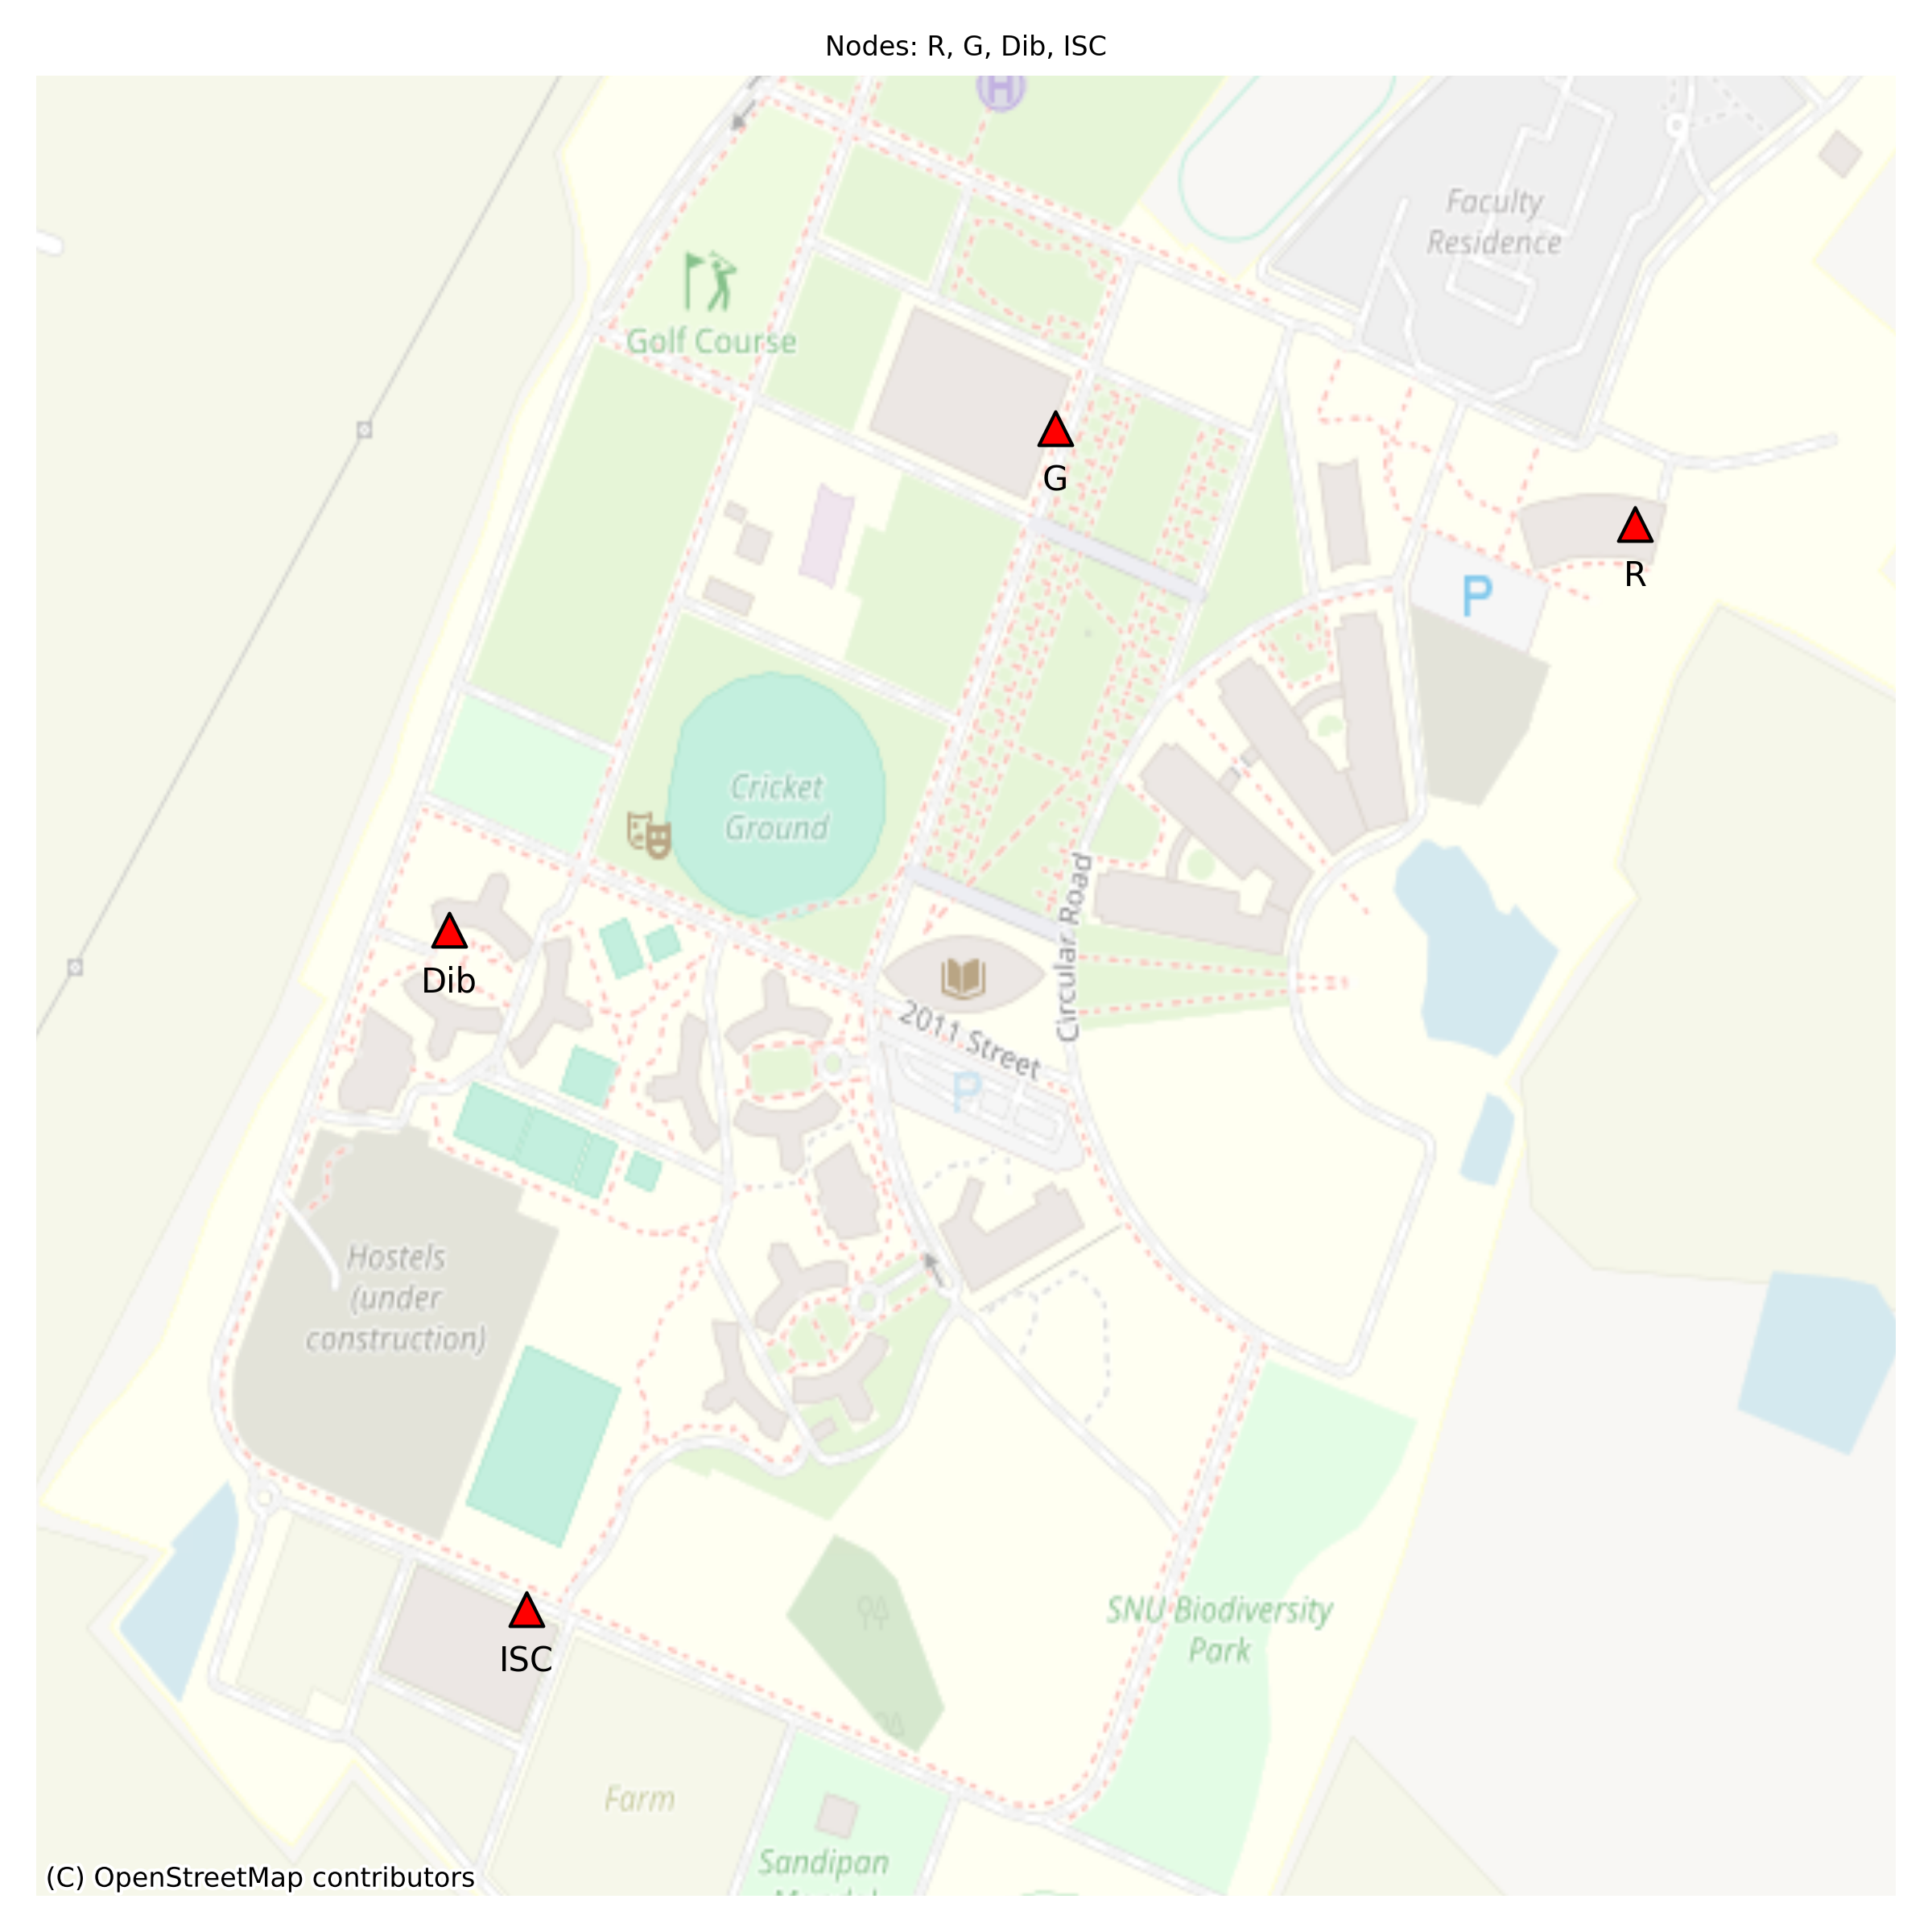 Nodes: R, G, Dib, ISC
H
Faculty
Residence
Golf Course
G
R
P
Cricket
Ground
Circular Road
Dib
2011 Street
P
Hostels
(under
construction)
SNU Biodiversity
Park
ISC
Farm
Sandipan
(C) OpenStreetMap contributors